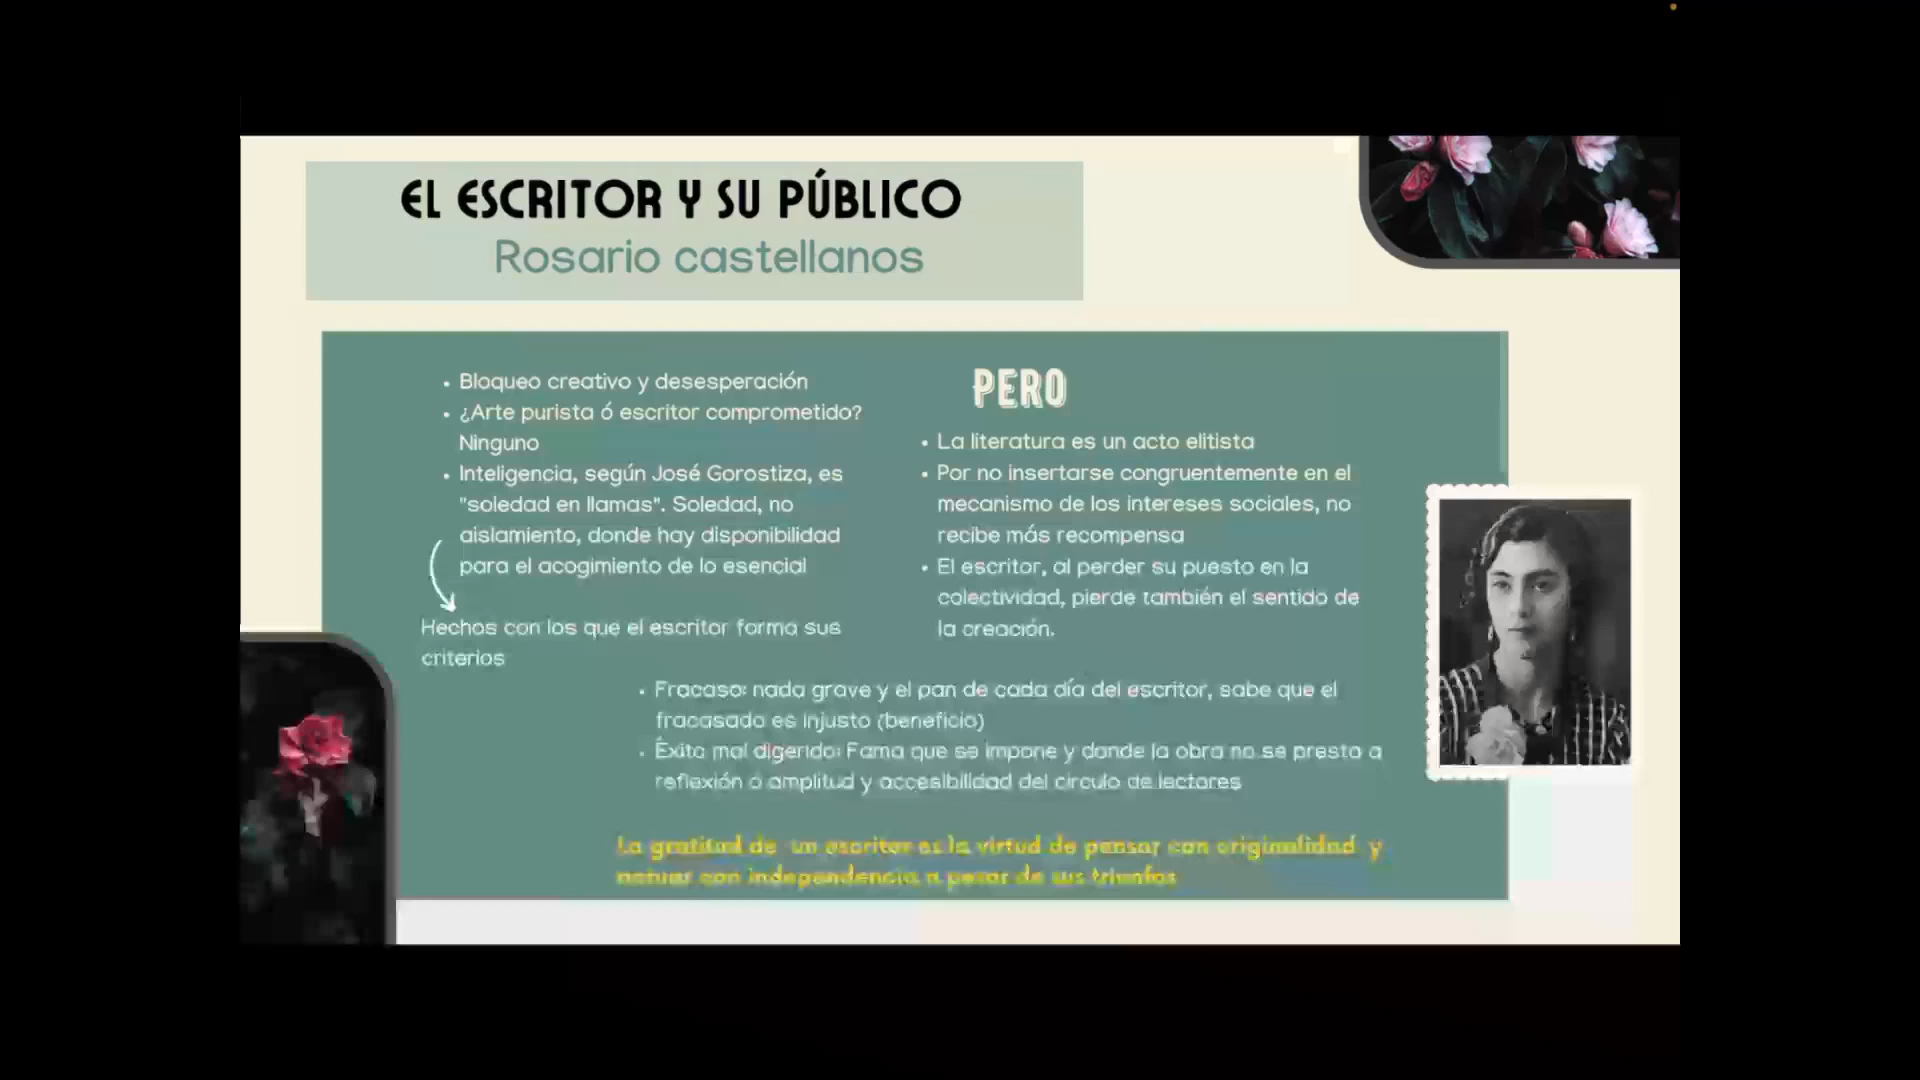 EL ESCRITOR Y SU PÚBLICO
Rosario castellanos
• Bloqueo creativo y desesperación
• ¿Arte purista ó escritor comprometido?
Ninguno
• Inteligencia, según José Gorostiza, es
"soledad en llamas". Soledad, no
aislamiento, donde hay disponibilidad
para el acogimiento de lo esencial
Hechos con los que el escritor forma sus
criterios
PERO
• La literatura es un acto elitista
• Por no insertarse congruentemente en el
mecanismo de los intereses sociales, no
recibe más recompensa
• El escritor, al perder su puesto en la
colectividad, pierde también el sentido de
la creación.
• Fracaso: nada grave y el pan de cada día del escritor, sabe que el
fracasado es injusto (beneficio)
• Éxito mal digerido: Fama que se impone y donde la obra no se presta a
reflexión o amplitud y accesibilidad del circulo de lectores
La gratitud de un escritor es la virtud de pensar con originalidad y
actuar con independencia a pesar de sus triunfos